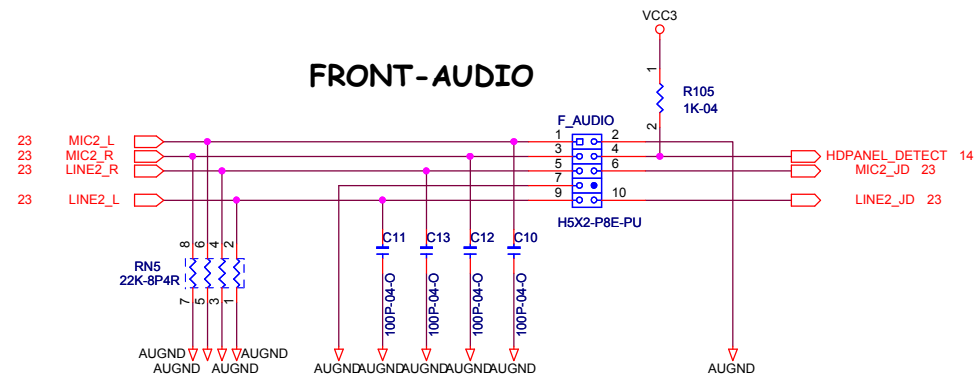 VCC3
FRONT-AUDIO
1
R105
1K-04
2
F_AUDIO
23 MIC2_L
1 2
23 MIC2_R
3 4
HDPANEL_DETECT 14
23 LINE2_R
5 6
MIC2_JD 23
7
23 LINE2_L
9 10
LINE2_JD 23
H5X2-P8E-PU
8 6 4 2
RN5
22K-8P4R
7 5 3 1
C11 C13 C12 C10
100P-04-O 100P-04-O 100P-04-O 100P-04-O
AUGND AUGND
AUGND AUGND
AUGND AUGND AUGND AUGND AUGND
AUGND